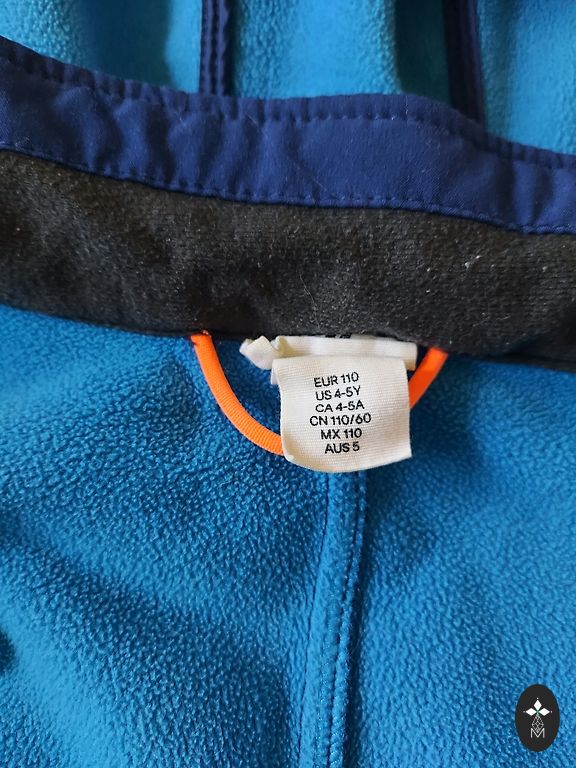 EUR 110
US 4-5Y
CA 4-5A
CN 110/60
MX 110
AUS 5
M